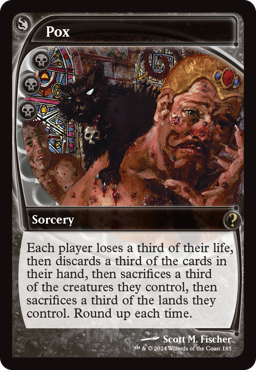 Pox
Sorcery
Each player loses a third of their life,
then discards a third of the cards in
their hand, then sacrifices a third
of the creatures they control, then
sacrifices a third of the lands they
control. Round up each time.
Scott M. Fischer
™ & © 2024 Wizards of the Coast 185